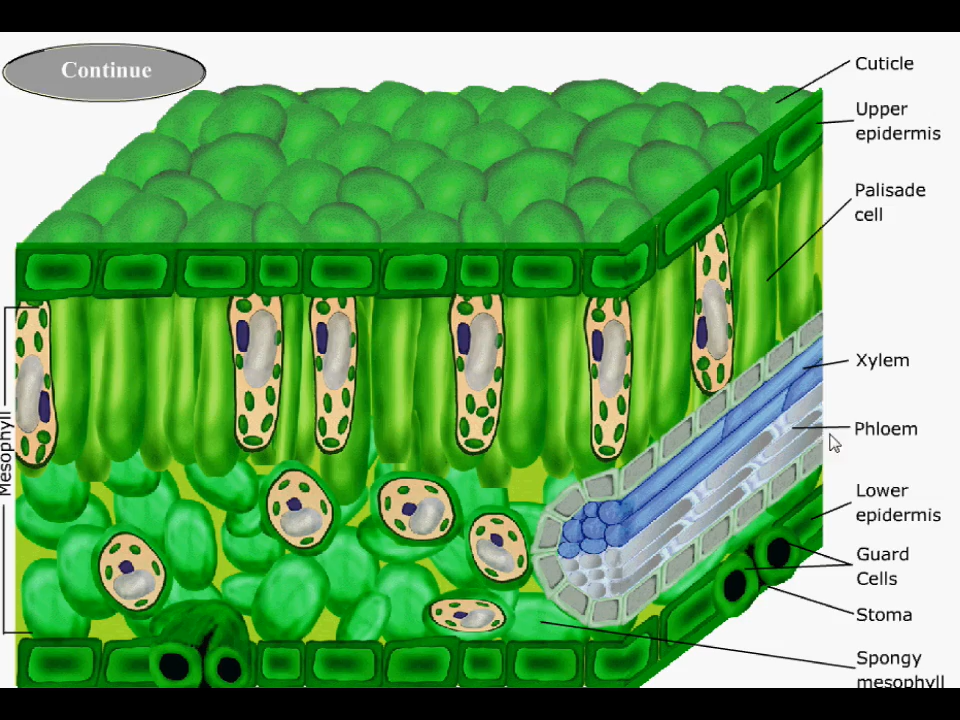 Continue
Cuticle
Upper
epidermis
Palisade
cell
Xylem
Mesophyll
Phloem
Lower
epidermis
Guard
Cells
Stoma
Spongy
mesophyll